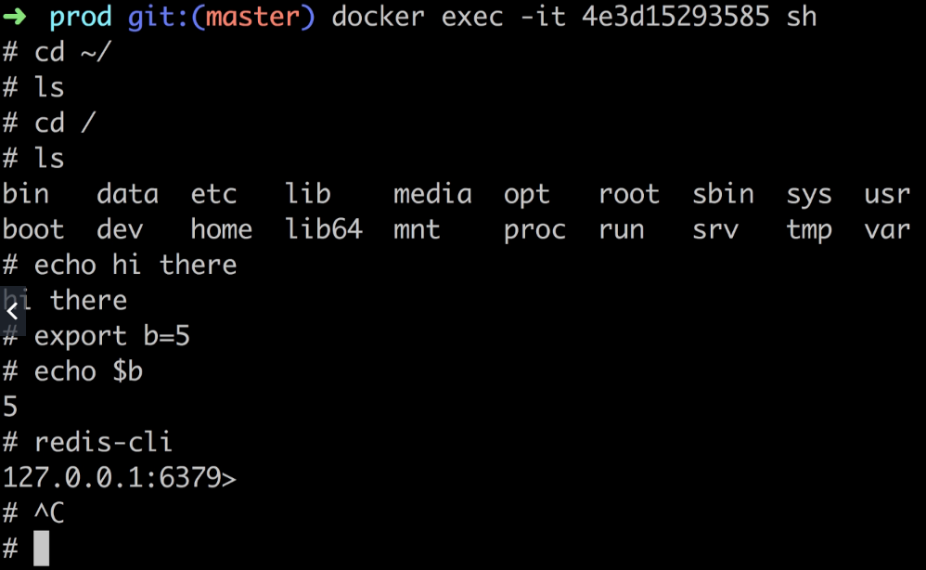 ➜ prod git:(master) docker exec -it 4e3d15293585 sh
# cd ~/
# ls
# cd /
# ls
bin data etc lib media opt root sbin sys usr
boot dev home lib64 mnt proc run srv tmp var
# echo hi there
hi there
# export b=5
# echo $b
5
# redis-cli
127.0.0.1:6379>
# ^C
#